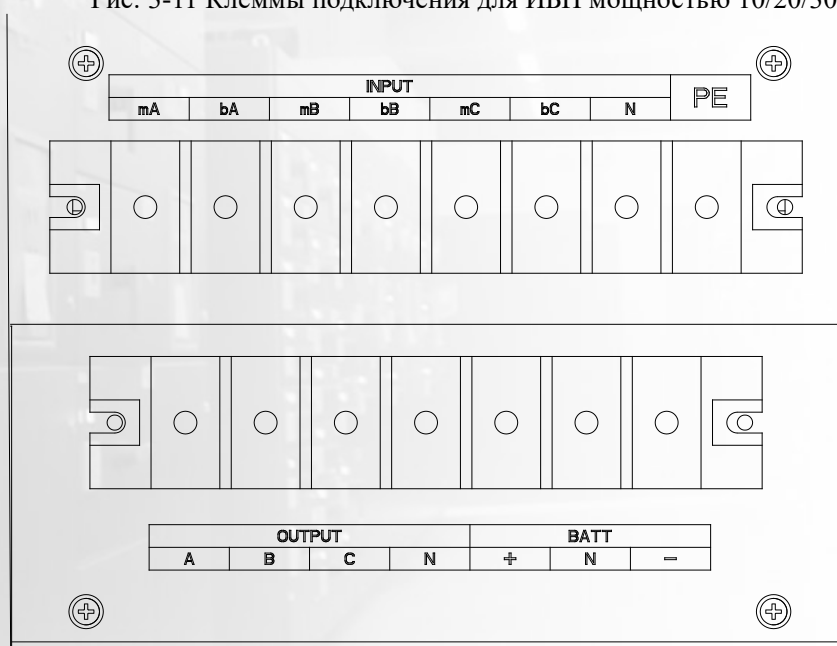 Рис. 3-11 Клеммы подключения для ИБП мощностью 10/20/30
INPUT
PE
mA bA mB bB mC bC N
OUTPUT BATT
A B C N + N −